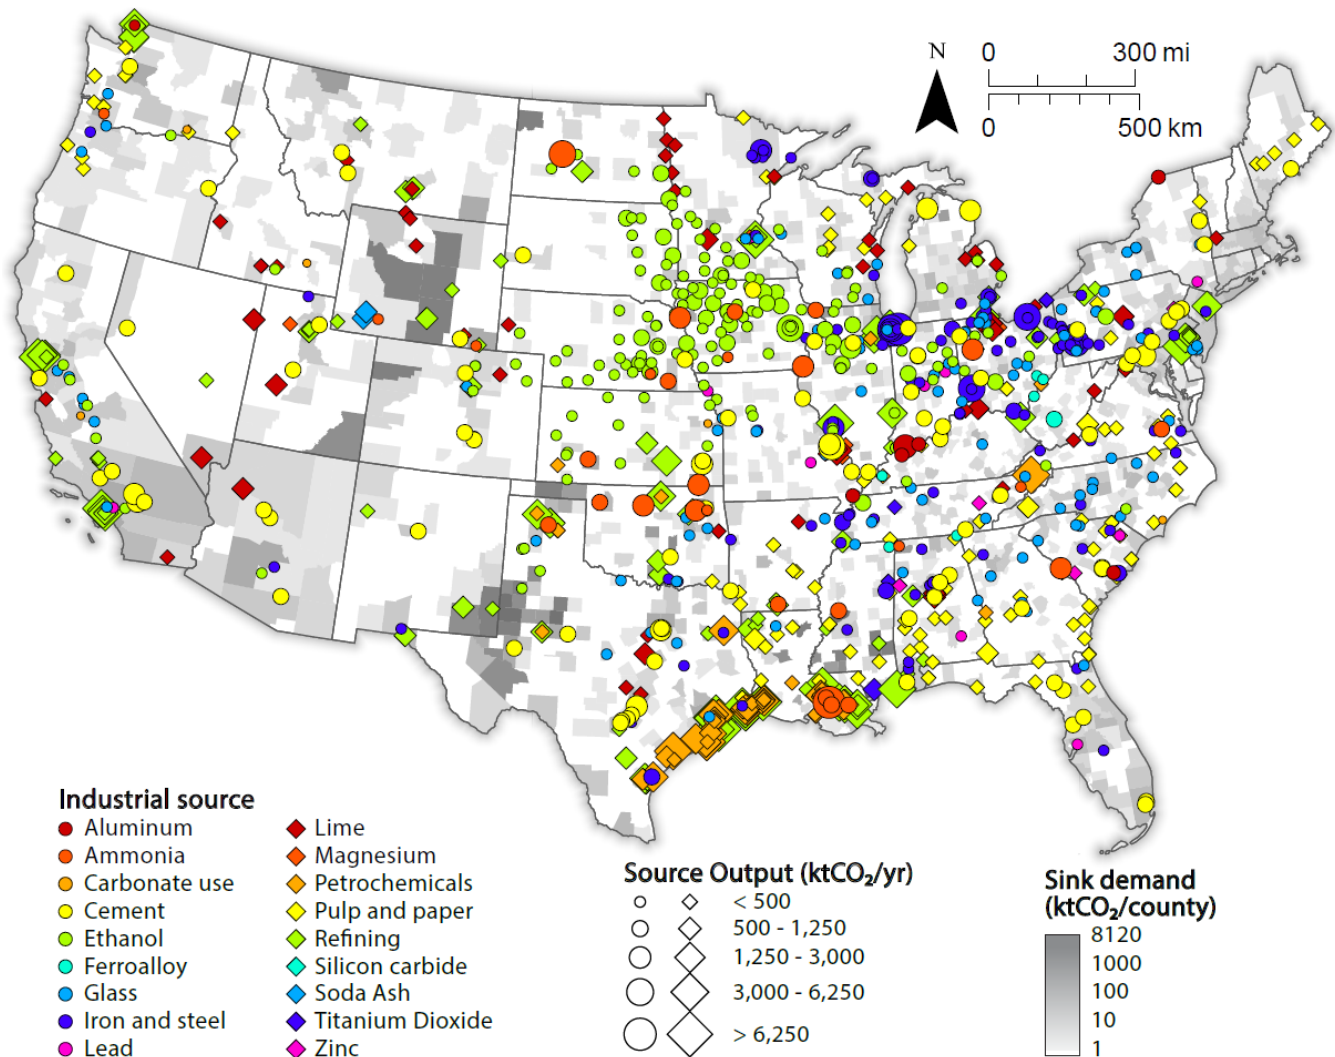 N
0 300 mi
0 500 km
Industrial source
Aluminum
Ammonia
Carbonate use
Cement
Ethanol
Ferroalloy
Glass
Iron and steel
Lead
Lime
Magnesium
Petrochemicals
Pulp and paper
Refining
Silicon carbide
Soda Ash
Titanium Dioxide
Zinc
Source Output (ktCO₂/yr)
< 500
500 - 1,250
1,250 - 3,000
3,000 - 6,250
> 6,250
Sink demand
(ktCO₂/county)
8120
1000
100
10
1